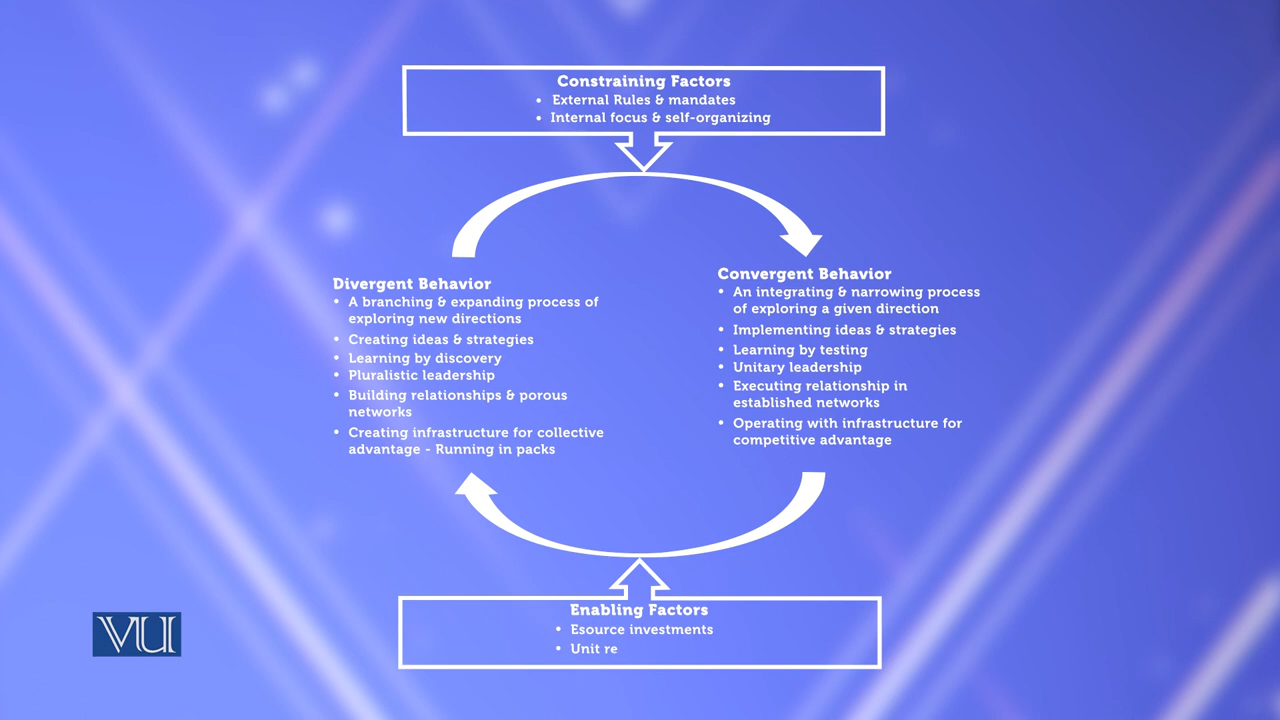 Constraining Factors
• External Rules & mandates
• Internal focus & self-organizing
Divergent Behavior
• A branching & expanding process of
exploring new directions
• Creating ideas & strategies
• Learning by discovery
• Pluralistic leadership
• Building relationships & porous
networks
• Creating infrastructure for collective
advantage - Running in packs
Convergent Behavior
• An integrating & narrowing process
of exploring a given direction
• Implementing ideas & strategies
• Learning by testing
• Unitary leadership
• Executing relationship in
established networks
• Operating with infrastructure for
competitive advantage
Enabling Factors
• Esource investments
• Unit re
VU